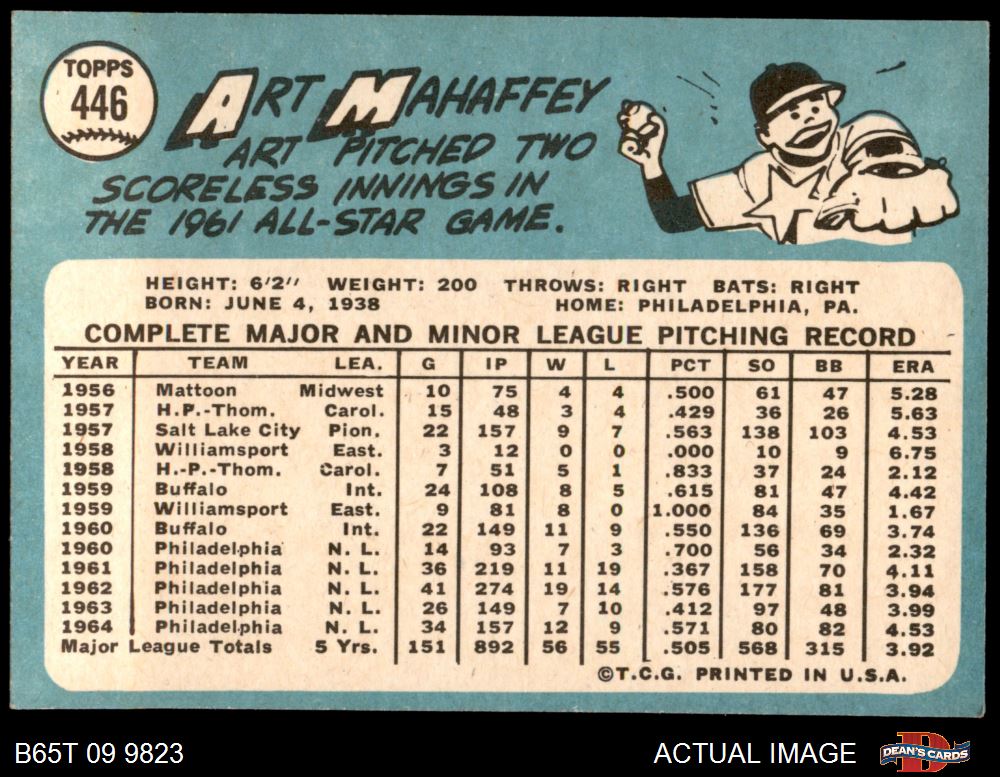 TOPPS
446
ART MAHAFFEY
ART PITCHED TWO
SCORELESS INNINGS IN
THE 1961 ALL-STAR GAME.
HEIGHT: 6'2" WEIGHT: 200 THROWS: RIGHT BATS: RIGHT
BORN: JUNE 4, 1938 HOME: PHILADELPHIA, PA.
COMPLETE MAJOR AND MINOR LEAGUE PITCHING RECORD
YEAR TEAM LEA. G IP W L PCT SO BB ERA
1956 Mattoon Midwest 10 75 4 4 .500 61 47 5.28
1957 H.P.-Thom. Carol. 15 48 3 4 .429 36 26 5.63
1957 Salt Lake City Pion. 22 157 9 7 .563 138 103 4.53
1958 Williamsport East. 3 12 0 0 .000 10 9 6.75
1958 H.-P.-Thom. Carol. 7 51 5 1 .833 37 24 2.12
1959 Buffalo Int. 24 108 8 5 .615 81 47 4.42
1959 Williamsport East. 9 81 8 0 1.000 84 35 1.67
1960 Buffalo Int. 22 149 11 9 .550 136 69 3.74
1960 Philadelphia N. L. 14 93 7 3 .700 56 34 2.32
1961 Philadelphia N. L. 36 219 11 19 .367 158 70 4.11
1962 Philadelphia N. L. 41 274 19 14 .576 177 81 3.94
1963 Philadelphia N. L. 26 149 7 10 .412 97 48 3.99
1964 Philadelphia N. L. 34 157 12 9 .571 80 82 4.53
Major League Totals 5 Yrs. 151 892 56 55 .505 568 315 3.92
©T.C.G. PRINTED IN U.S.A.
B65T 09 9823 ACTUAL IMAGE DEAN'S CARDS